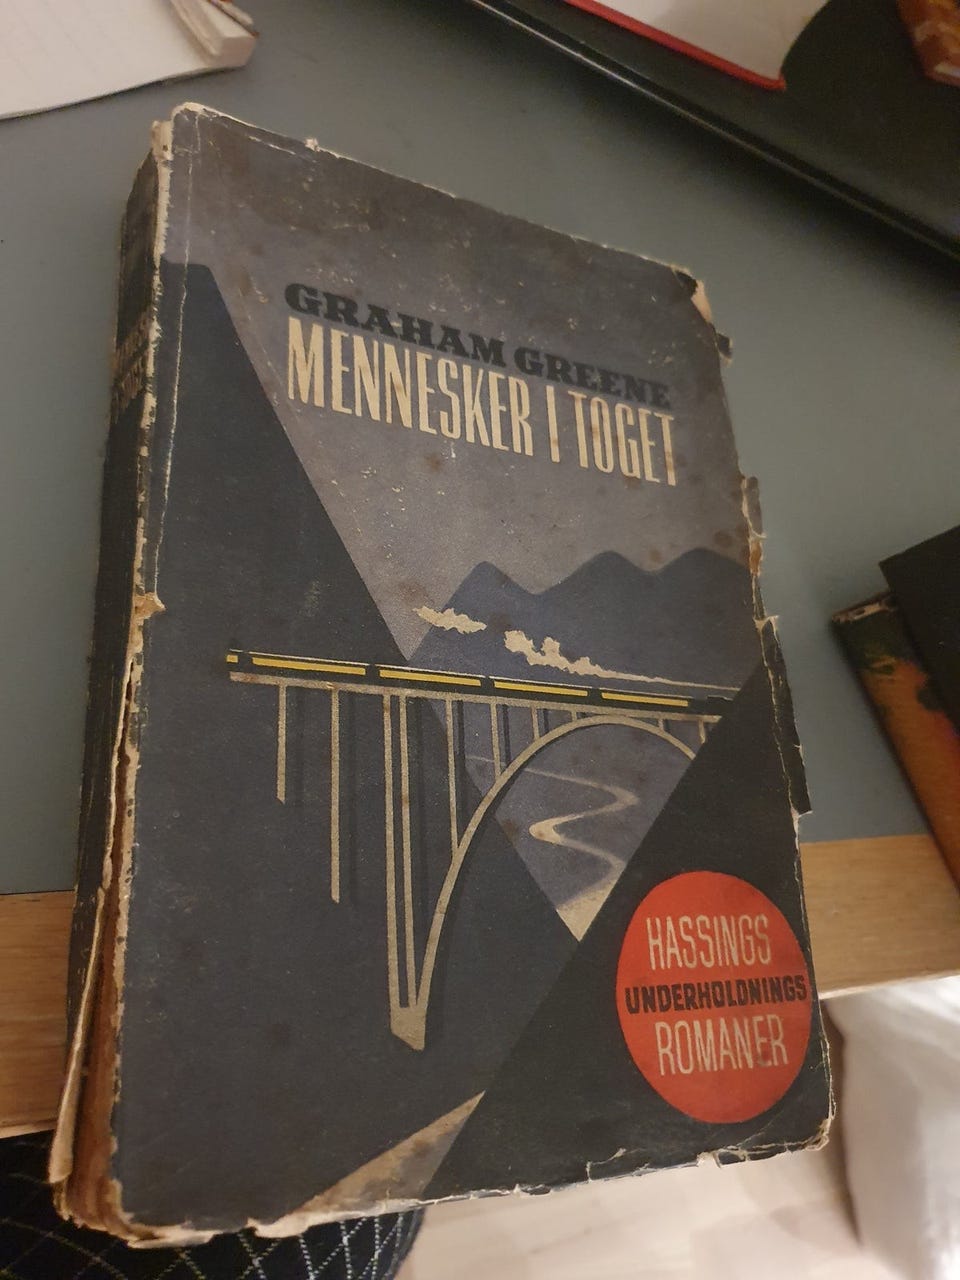 GRAHAM GREENE
MENNESKER I TOGET
HASSINGS
UNDERHOLDNINGS
ROMANER